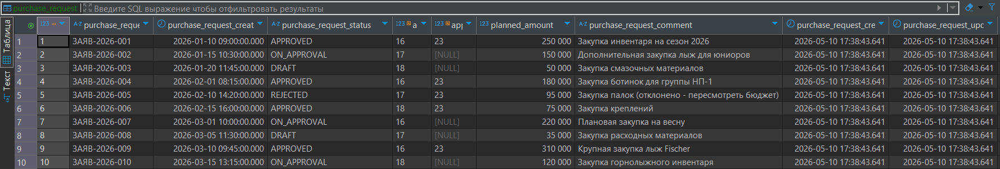 purchase_request Введите SQL выражение чтобы отфильтровать результаты
Таблица
Текст
123 A-Z purchase_reque purchase_request_creat A-Z purchase_request_status 123 a 123 app 123 planned_amount A-Z purchase_request_comment purchase_request_cre purchase_request_upd
1 1 ЗАЯВ-2026-001 2026-01-10 09:00:00.000 APPROVED 16 23 250 000 Закупка инвентаря на сезон 2026 2026-05-10 17:38:43.641 2026-05-10 17:38:43.641
2 2 ЗАЯВ-2026-002 2026-01-15 10:30:00.000 ON_APPROVAL 17 [NULL] 150 000 Дополнительная закупка лыж для юниоров 2026-05-10 17:38:43.641 2026-05-10 17:38:43.641
3 3 ЗАЯВ-2026-003 2026-01-20 11:45:00.000 DRAFT 18 [NULL] 50 000 Закупка смазочных материалов 2026-05-10 17:38:43.641 2026-05-10 17:38:43.641
4 4 ЗАЯВ-2026-004 2026-02-01 08:15:00.000 APPROVED 16 23 180 000 Закупка ботинок для группы НП-1 2026-05-10 17:38:43.641 2026-05-10 17:38:43.641
5 5 ЗАЯВ-2026-005 2026-02-10 14:20:00.000 REJECTED 17 23 95 000 Закупка палок (отклонено - пересмотреть бюджет) 2026-05-10 17:38:43.641 2026-05-10 17:38:43.641
6 6 ЗАЯВ-2026-006 2026-02-15 16:00:00.000 APPROVED 18 23 75 000 Закупка креплений 2026-05-10 17:38:43.641 2026-05-10 17:38:43.641
7 7 ЗАЯВ-2026-007 2026-03-01 10:00:00.000 ON_APPROVAL 16 [NULL] 220 000 Плановая закупка на весну 2026-05-10 17:38:43.641 2026-05-10 17:38:43.641
8 8 ЗАЯВ-2026-008 2026-03-05 11:30:00.000 DRAFT 17 [NULL] 35 000 Закупка расходных материалов 2026-05-10 17:38:43.641 2026-05-10 17:38:43.641
9 9 ЗАЯВ-2026-009 2026-03-10 09:45:00.000 APPROVED 16 23 310 000 Крупная закупка лыж Fischer 2026-05-10 17:38:43.641 2026-05-10 17:38:43.641
10 10 ЗАЯВ-2026-010 2026-03-15 13:15:00.000 ON_APPROVAL 18 [NULL] 120 000 Закупка горнолыжного инвентаря 2026-05-10 17:38:43.641 2026-05-10 17:38:43.641